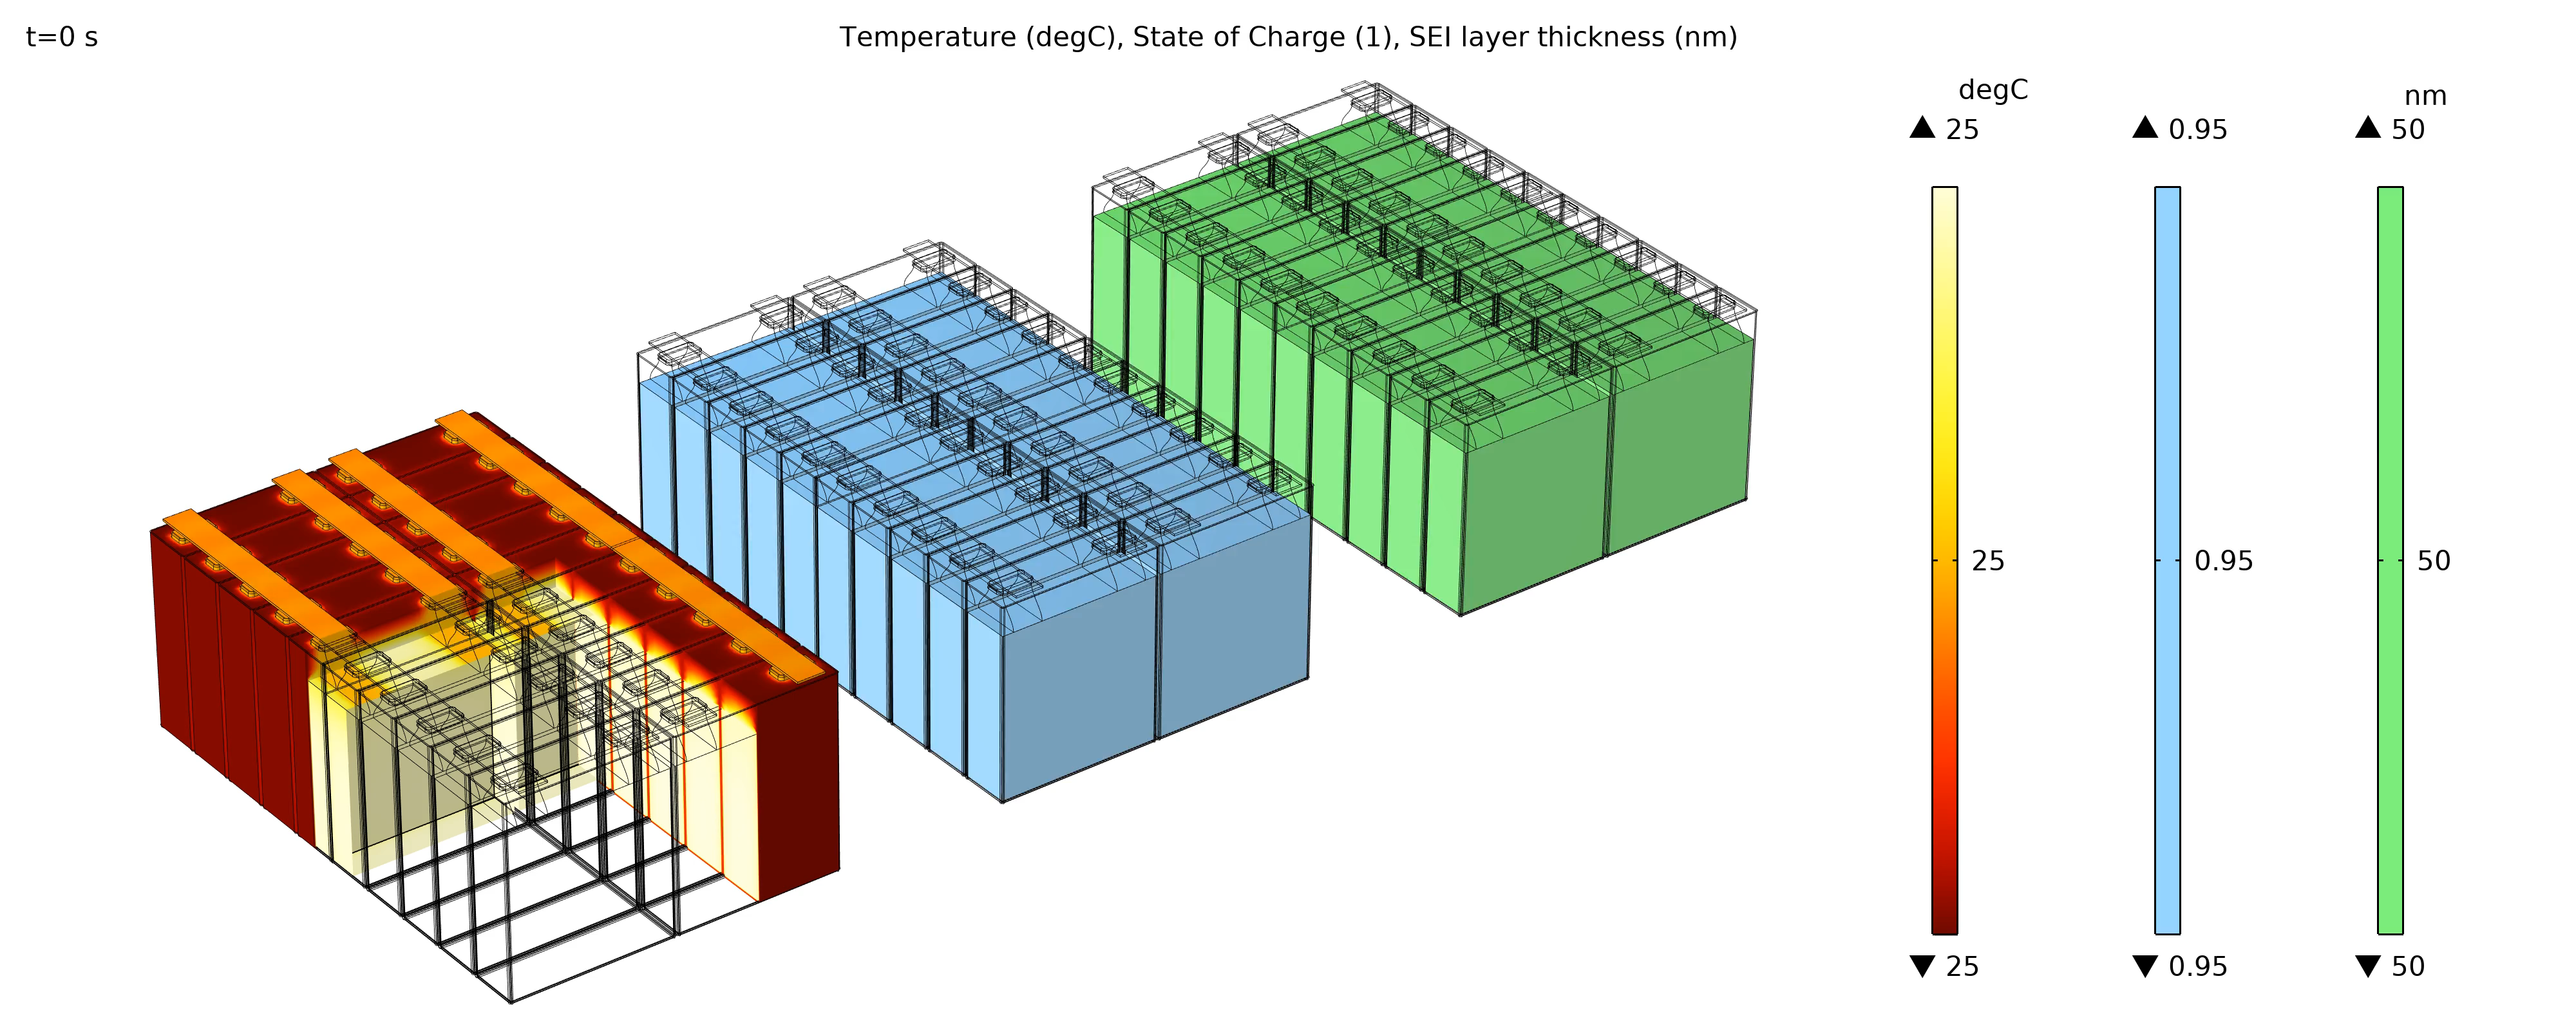 t=0 s
Temperature (degC), State of Charge (1), SEI layer thickness (nm)
degC
nm
▲ 25
▲ 0.95
▲ 50
25
0.95
50
▼ 25
▼ 0.95
▼ 50